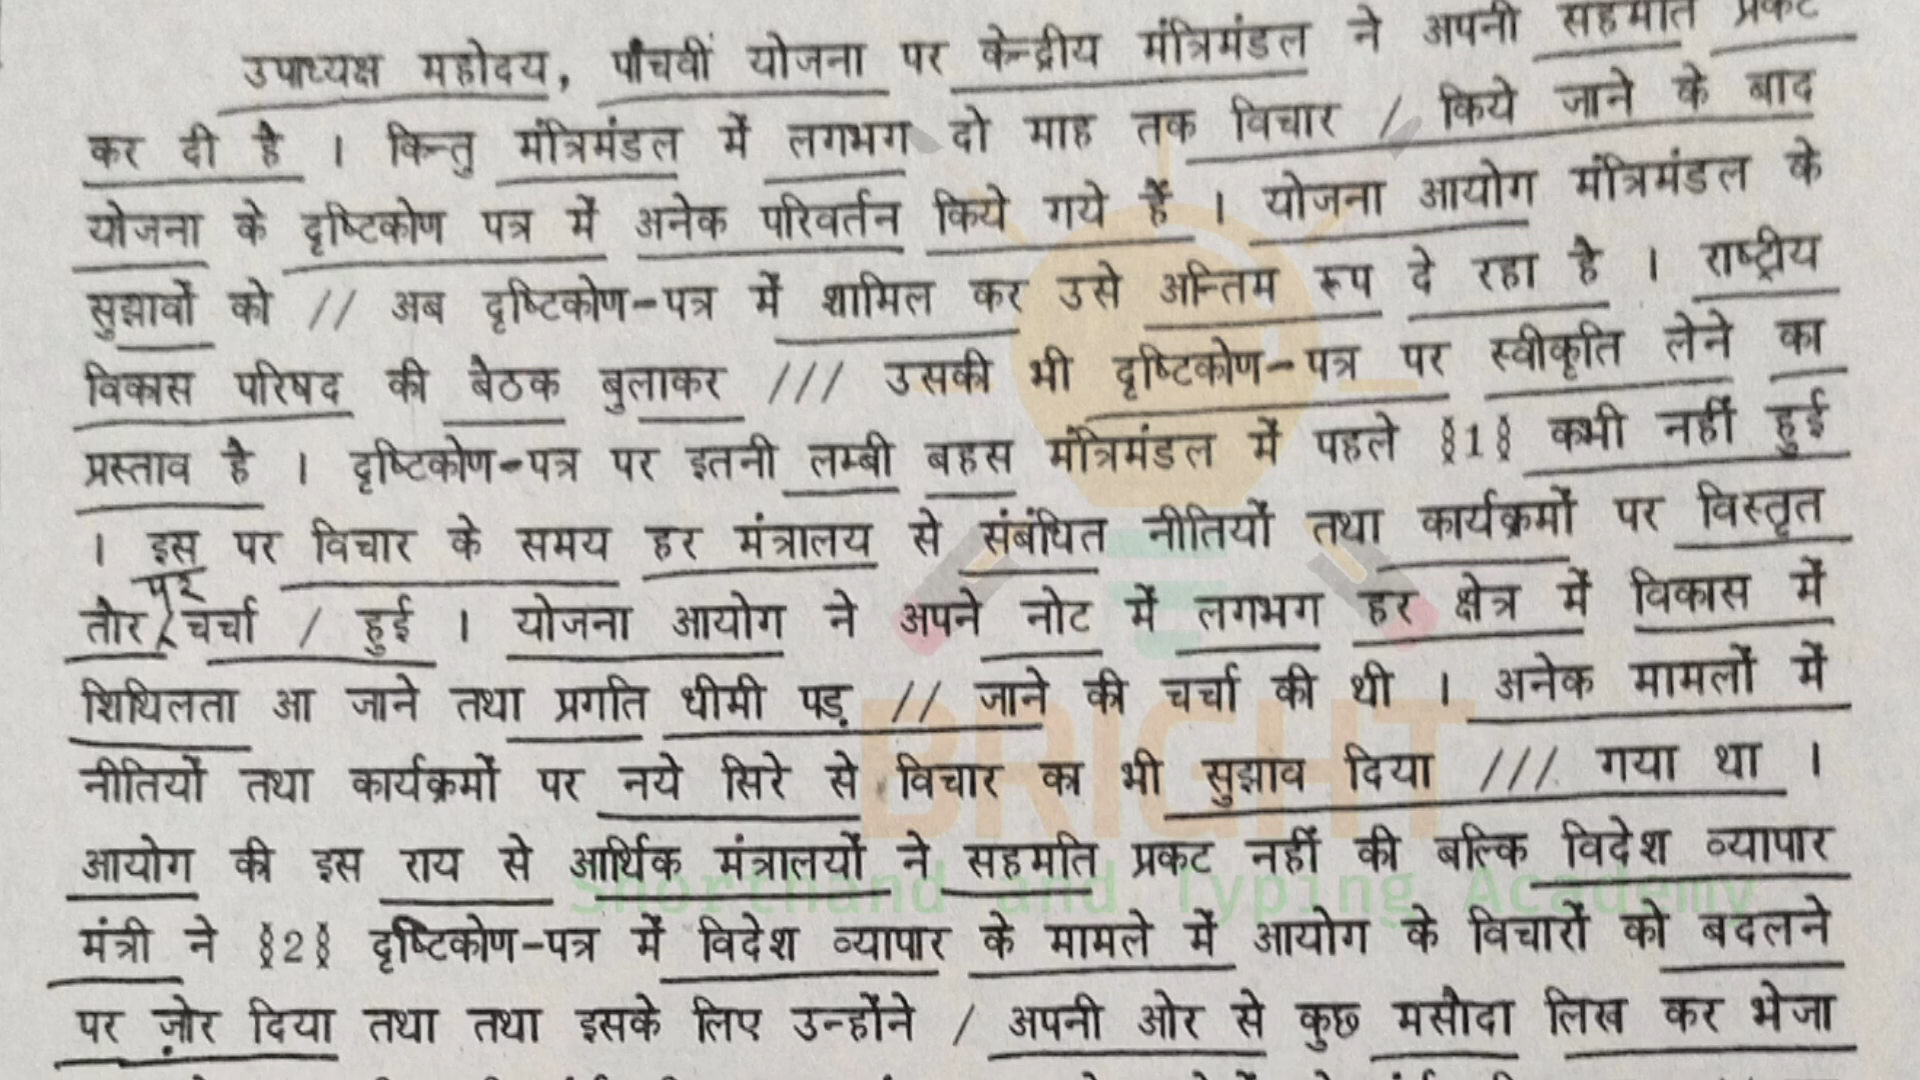 उपाध्यक्ष महोदय, पाँचवीं योजना पर केन्द्रीय मंत्रिमंडल ने अपनी सहमति प्रकट
कर दी है । किन्तु मंत्रिमंडल में लगभग दो माह तक विचार / किये जाने के बाद
योजना के दृष्टिकोण पत्र में अनेक परिवर्तन किये गये हैं । योजना आयोग मंत्रिमंडल के
सुझावों को // अब दृष्टिकोण-पत्र में शामिल कर उसे अन्तिम रूप दे रहा है । राष्ट्रीय
विकास परिषद की बैठक बुलाकर /// उसकी भी दृष्टिकोण-पत्र पर स्वीकृति लेने का
प्रस्ताव है । दृष्टिकोण-पत्र पर इतनी लम्बी बहस मंत्रिमंडल में पहले §1§ कभी नहीं हुई
। इस पर विचार के समय हर मंत्रालय से संबंधित नीतियों तथा कार्यक्रमों पर विस्तृत
तौर पर चर्चा / हुई । योजना आयोग ने अपने नोट में लगभग हर क्षेत्र में विकास में
शिथिलता आ जाने तथा प्रगति धीमी पड़ // जाने की चर्चा की थी । अनेक मामलों में
नीतियों तथा कार्यक्रमों पर नये सिरे से विचार का भी सुझाव दिया /// गया था ।
आयोग की इस राय से आर्थिक मंत्रालयों ने सहमति प्रकट नहीं की बल्कि विदेश व्यापार
Shorthand and Typing Academy
BRIGHT
मंत्री ने §2§ दृष्टिकोण-पत्र में विदेश व्यापार के मामले में आयोग के विचारों को बदलने
पर ज़ोर दिया तथा तथा इसके लिए उन्होंने / अपनी ओर से कुछ मसौदा लिख कर भेजा